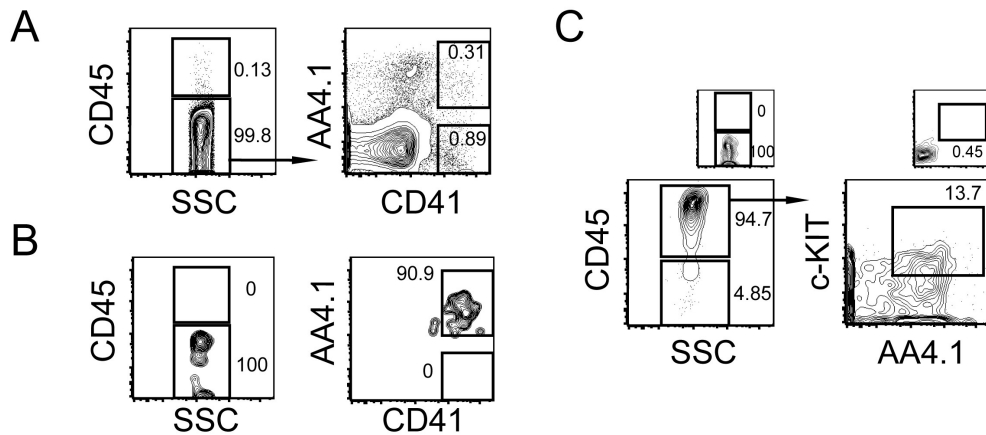 A
CD45
0.13
99.8
SSC
AA4.1
0.31
0.89
CD41
B
CD45
0
100
SSC
AA4.1
90.9
0
CD41
C
0
100
0.45
CD45
94.7
4.85
SSC
c-KIT
13.7
AA4.1